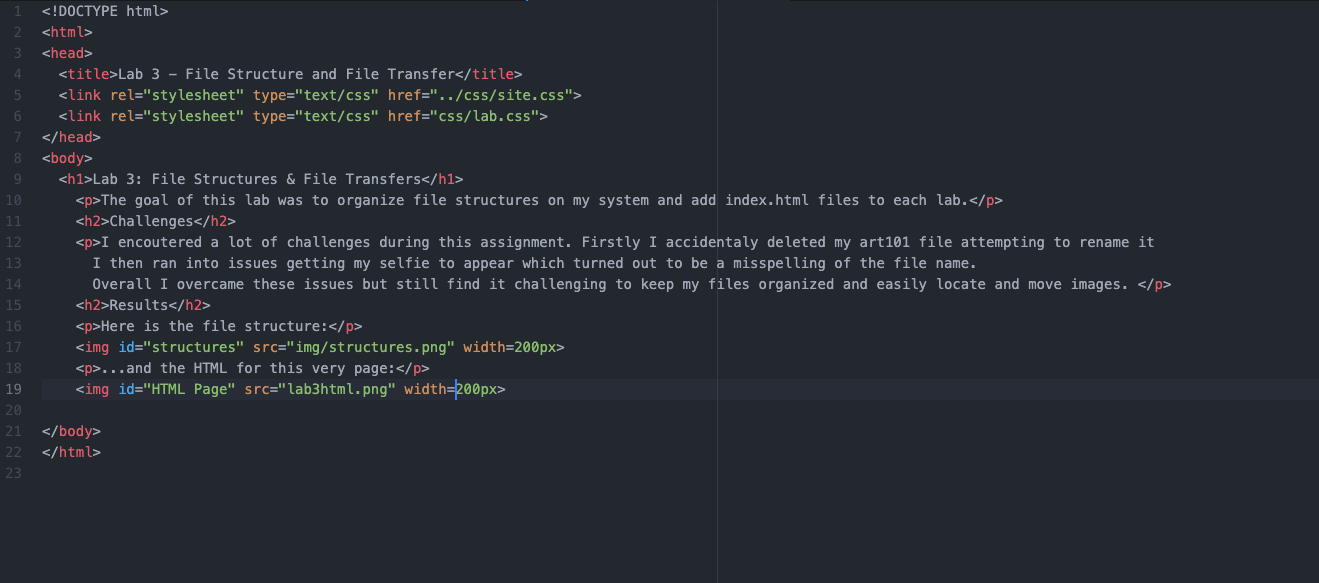 1 <!DOCTYPE html>
2 <html>
3 <head>
4   <title>Lab 3 – File Structure and File Transfer</title>
5   <link rel="stylesheet" type="text/css" href="../css/site.css">
6   <link rel="stylesheet" type="text/css" href="css/lab.css">
7 </head>
8 <body>
9   <h1>Lab 3: File Structures & File Transfers</h1>
10     <p>The goal of this lab was to organize file structures on my system and add index.html files to each lab.</p>
11     <h2>Challenges</h2>
12     <p>I encoutered a lot of challenges during this assignment. Firstly I accidentaly deleted my art101 file attempting to rename it
13       I then ran into issues getting my selfie to appear which turned out to be a misspelling of the file name.
14       Overall I overcame these issues but still find it challenging to keep my files organized and easily locate and move images. </p>
15     <h2>Results</h2>
16     <p>Here is the file structure:</p>
17     <img id="structures" src="img/structures.png" width=200px>
18     <p>...and the HTML for this very page:</p>
19     <img id="HTML Page" src="lab3html.png" width=200px>
20
21 </body>
22 </html>
23